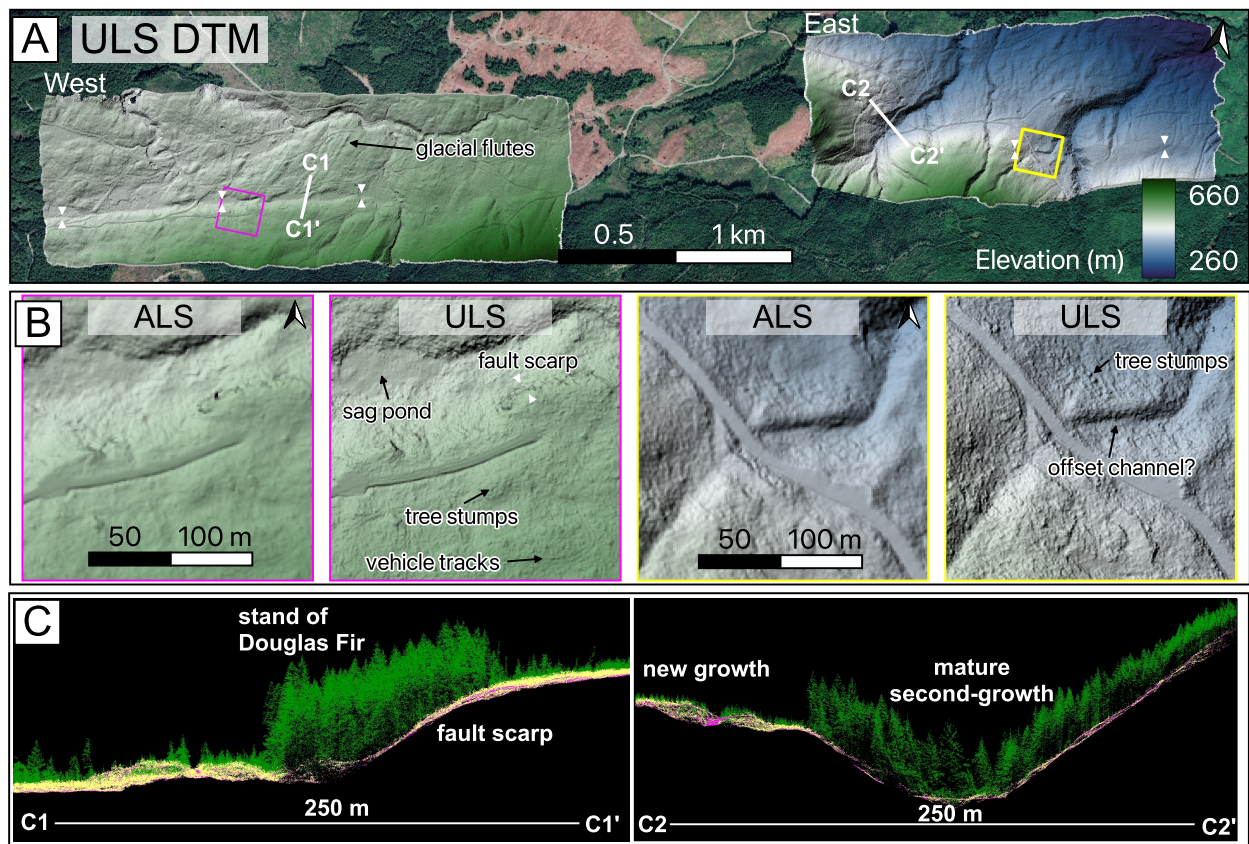 A
ULS DTM
West
East
C1
C1'
glacial flutes
C2
C2'
0.5
1 km
Elevation (m)
660
260
B
ALS
50
100 m
ULS
fault scarp
sag pond
tree stumps
vehicle tracks
ALS
50
100 m
ULS
tree stumps
offset channel?
C
stand of
Douglas Fir
fault scarp
250 m
C1
C1'
new growth
mature
second-growth
250 m
C2
C2'